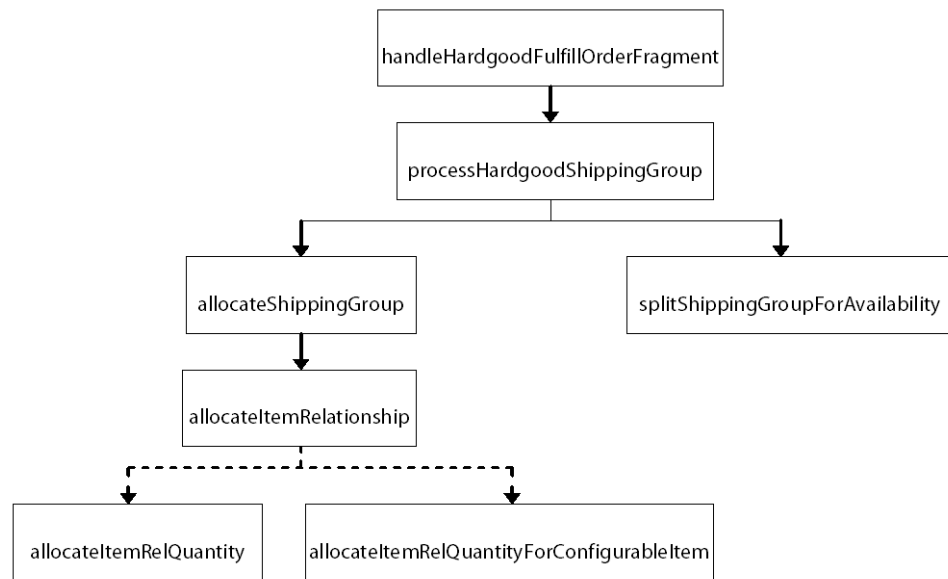 handleHardgoodFulfillOrderFragment
processHardgoodShippingGroup
allocateShippingGroup
splitShippingGroupForAvailability
allocateItemRelationship
allocateItemRelQuantity
allocateItemRelQuantityForConfigurableItem